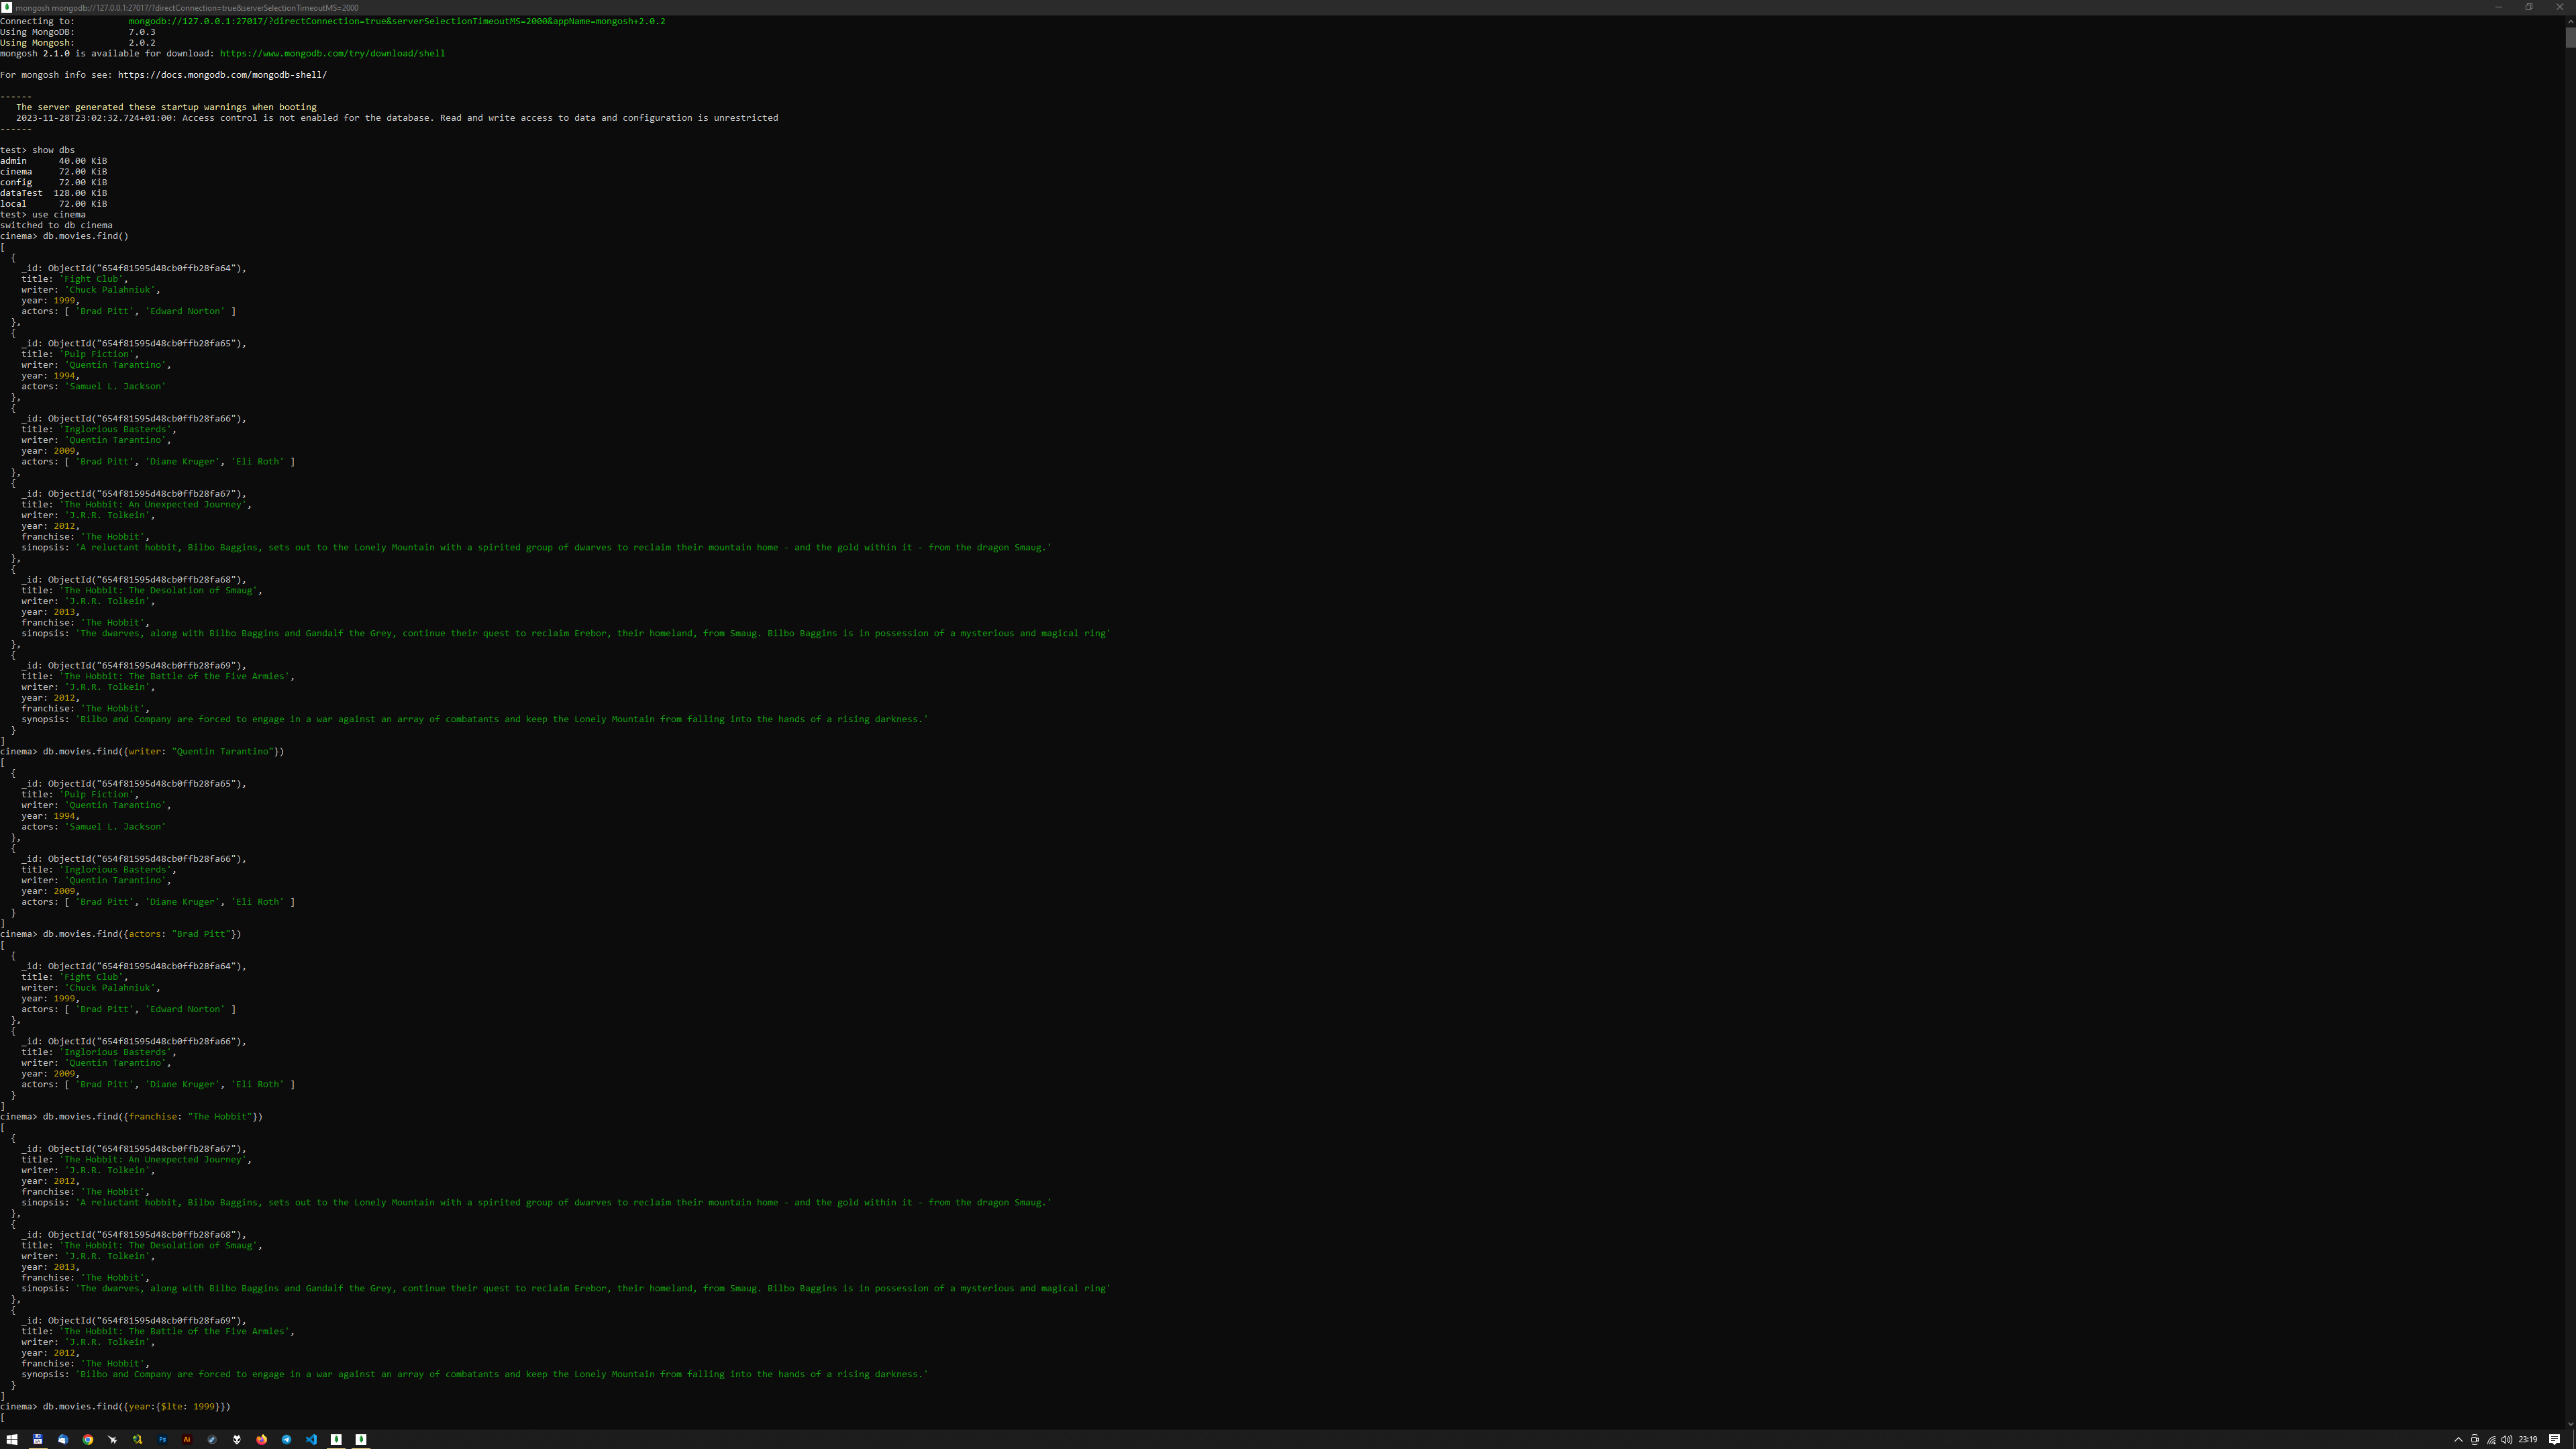 mongosh mongodb://127.0.0.1:27017/?directConnection=true&serverSelectionTimeoutMS=2000
Connecting to:          mongodb://127.0.0.1:27017/?directConnection=true&serverSelectionTimeoutMS=2000&appName=mongosh+2.0.2
Using MongoDB:          7.0.3
Using Mongosh:          2.0.2
mongosh 2.1.0 is available for download: https://www.mongodb.com/try/download/shell
For mongosh info see: https://docs.mongodb.com/mongodb-shell/
------
   The server generated these startup warnings when booting
   2023-11-28T23:02:32.724+01:00: Access control is not enabled for the database. Read and write access to data and configuration is unrestricted
------
test> show dbs
admin      40.00 KiB
cinema     72.00 KiB
config     72.00 KiB
dataTest  128.00 KiB
local      72.00 KiB
test> use cinema
switched to db cinema
cinema> db.movies.find()
[
  {
    _id: ObjectId("654f81595d48cb0ffb28fa64"),
    title: 'Fight Club',
    writer: 'Chuck Palahniuk',
    year: 1999,
    actors: [ 'Brad Pitt', 'Edward Norton' ]
  },
  {
    _id: ObjectId("654f81595d48cb0ffb28fa65"),
    title: 'Pulp Fiction',
    writer: 'Quentin Tarantino',
    year: 1994,
    actors: 'Samuel L. Jackson'
  },
  {
    _id: ObjectId("654f81595d48cb0ffb28fa66"),
    title: 'Inglorious Basterds',
    writer: 'Quentin Tarantino',
    year: 2009,
    actors: [ 'Brad Pitt', 'Diane Kruger', 'Eli Roth' ]
  },
  {
    _id: ObjectId("654f81595d48cb0ffb28fa67"),
    title: 'The Hobbit: An Unexpected Journey',
    writer: 'J.R.R. Tolkein',
    year: 2012,
    franchise: 'The Hobbit',
    sinopsis: 'A reluctant hobbit, Bilbo Baggins, sets out to the Lonely Mountain with a spirited group of dwarves to reclaim their mountain home - and the gold within it - from the dragon Smaug.'
  },
  {
    _id: ObjectId("654f81595d48cb0ffb28fa68"),
    title: 'The Hobbit: The Desolation of Smaug',
    writer: 'J.R.R. Tolkein',
    year: 2013,
    franchise: 'The Hobbit',
    sinopsis: 'The dwarves, along with Bilbo Baggins and Gandalf the Grey, continue their quest to reclaim Erebor, their homeland, from Smaug. Bilbo Baggins is in possession of a mysterious and magical ring'
  },
  {
    _id: ObjectId("654f81595d48cb0ffb28fa69"),
    title: 'The Hobbit: The Battle of the Five Armies',
    writer: 'J.R.R. Tolkein',
    year: 2012,
    franchise: 'The Hobbit',
    synopsis: 'Bilbo and Company are forced to engage in a war against an array of combatants and keep the Lonely Mountain from falling into the hands of a rising darkness.'
  }
]
cinema> db.movies.find({writer: "Quentin Tarantino"})
[
  {
    _id: ObjectId("654f81595d48cb0ffb28fa65"),
    title: 'Pulp Fiction',
    writer: 'Quentin Tarantino',
    year: 1994,
    actors: 'Samuel L. Jackson'
  },
  {
    _id: ObjectId("654f81595d48cb0ffb28fa66"),
    title: 'Inglorious Basterds',
    writer: 'Quentin Tarantino',
    year: 2009,
    actors: [ 'Brad Pitt', 'Diane Kruger', 'Eli Roth' ]
  }
]
cinema> db.movies.find({actors: "Brad Pitt"})
[
  {
    _id: ObjectId("654f81595d48cb0ffb28fa64"),
    title: 'Fight Club',
    writer: 'Chuck Palahniuk',
    year: 1999,
    actors: [ 'Brad Pitt', 'Edward Norton' ]
  },
  {
    _id: ObjectId("654f81595d48cb0ffb28fa66"),
    title: 'Inglorious Basterds',
    writer: 'Quentin Tarantino',
    year: 2009,
    actors: [ 'Brad Pitt', 'Diane Kruger', 'Eli Roth' ]
  }
]
cinema> db.movies.find({franchise: "The Hobbit"})
[
  {
    _id: ObjectId("654f81595d48cb0ffb28fa67"),
    title: 'The Hobbit: An Unexpected Journey',
    writer: 'J.R.R. Tolkein',
    year: 2012,
    franchise: 'The Hobbit',
    sinopsis: 'A reluctant hobbit, Bilbo Baggins, sets out to the Lonely Mountain with a spirited group of dwarves to reclaim their mountain home - and the gold within it - from the dragon Smaug.'
  },
  {
    _id: ObjectId("654f81595d48cb0ffb28fa68"),
    title: 'The Hobbit: The Desolation of Smaug',
    writer: 'J.R.R. Tolkein',
    year: 2013,
    franchise: 'The Hobbit',
    sinopsis: 'The dwarves, along with Bilbo Baggins and Gandalf the Grey, continue their quest to reclaim Erebor, their homeland, from Smaug. Bilbo Baggins is in possession of a mysterious and magical ring'
  },
  {
    _id: ObjectId("654f81595d48cb0ffb28fa69"),
    title: 'The Hobbit: The Battle of the Five Armies',
    writer: 'J.R.R. Tolkein',
    year: 2012,
    franchise: 'The Hobbit',
    synopsis: 'Bilbo and Company are forced to engage in a war against an array of combatants and keep the Lonely Mountain from falling into the hands of a rising darkness.'
  }
]
cinema> db.movies.find({year:{$lte: 1999}})
[
Ps
Ai
23:19